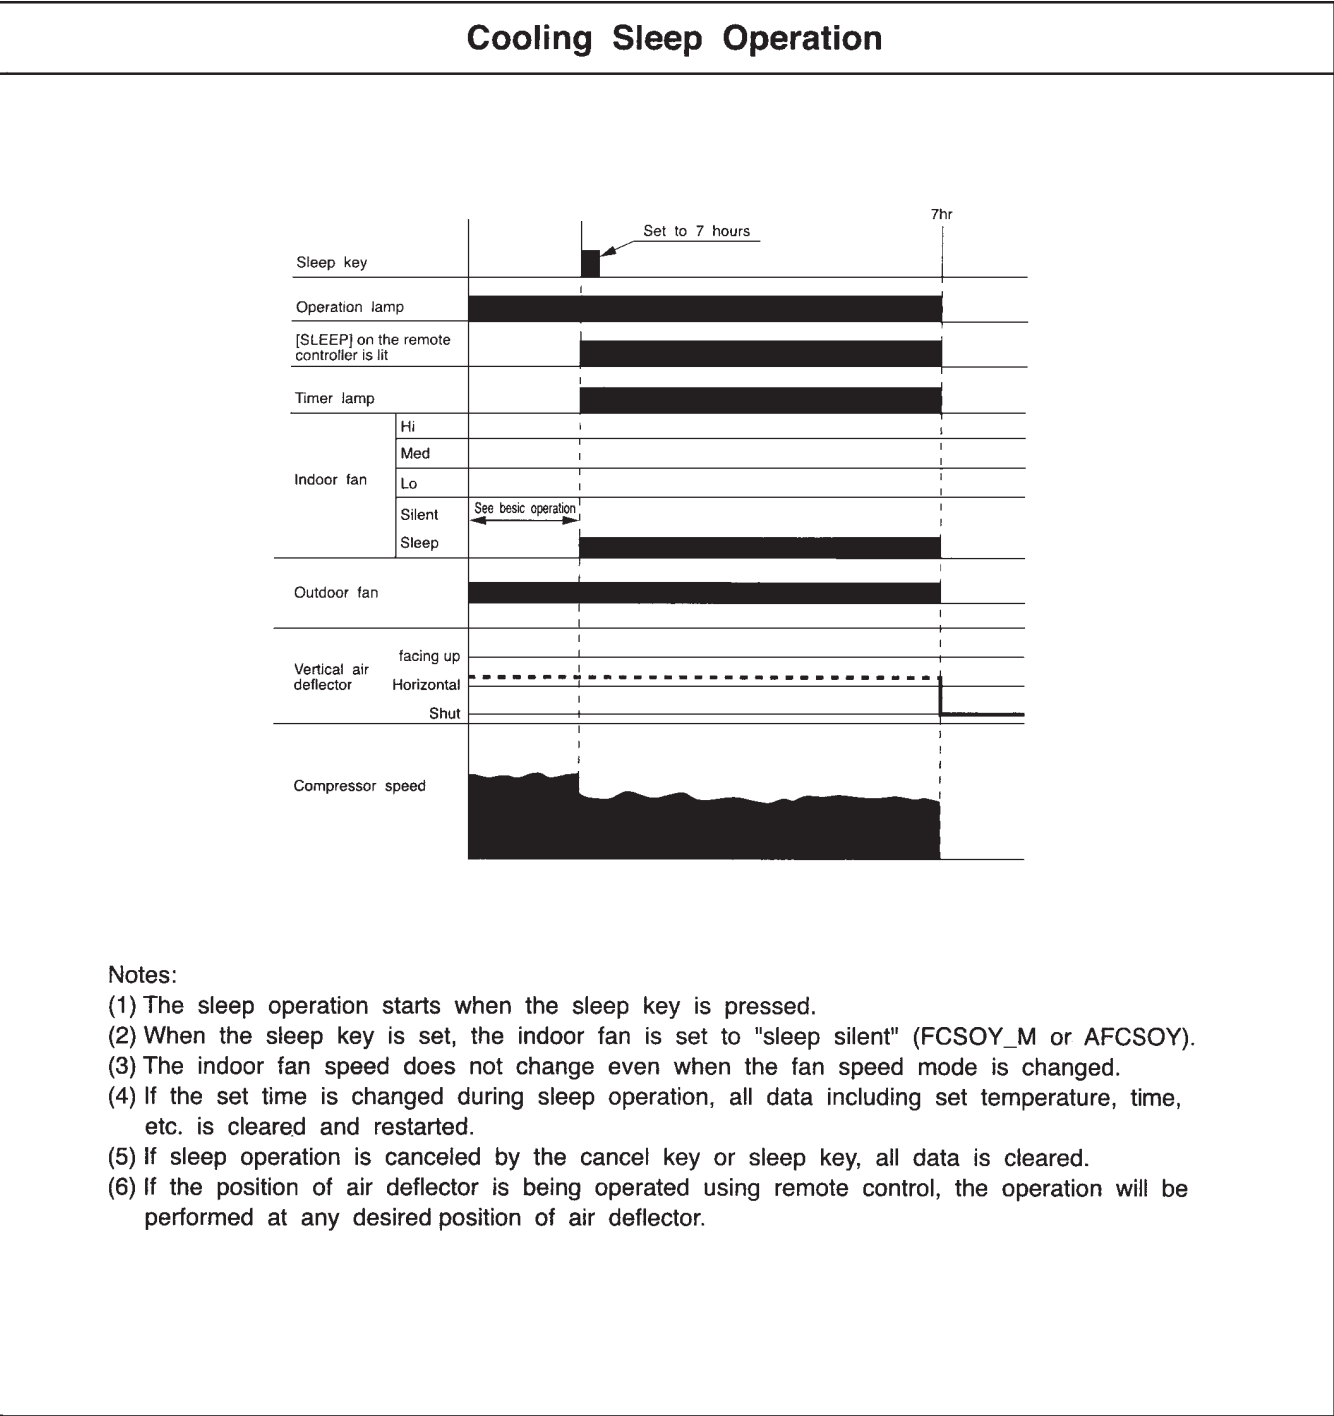 Cooling Sleep Operation
7hr
Set to 7 hours
Sleep key
Operation lamp
[SLEEP] on the remote
controller is lit
Timer lamp
Hi
Med
Indoor fan
Lo
See besic operation
Silent
Sleep
Outdoor fan
facing up
Vertical air
deflector Horizontal
Shut
Compressor speed
Notes:
(1) The sleep operation starts when the sleep key is pressed.
(2) When the sleep key is set, the indoor fan is set to "sleep silent" (FCSOY_M or AFCSOY).
(3) The indoor fan speed does not change even when the fan speed mode is changed.
(4) If the set time is changed during sleep operation, all data including set temperature, time,
etc. is cleared and restarted.
(5) If sleep operation is canceled by the cancel key or sleep key, all data is cleared.
(6) If the position of air deflector is being operated using remote control, the operation will be
performed at any desired position of air deflector.